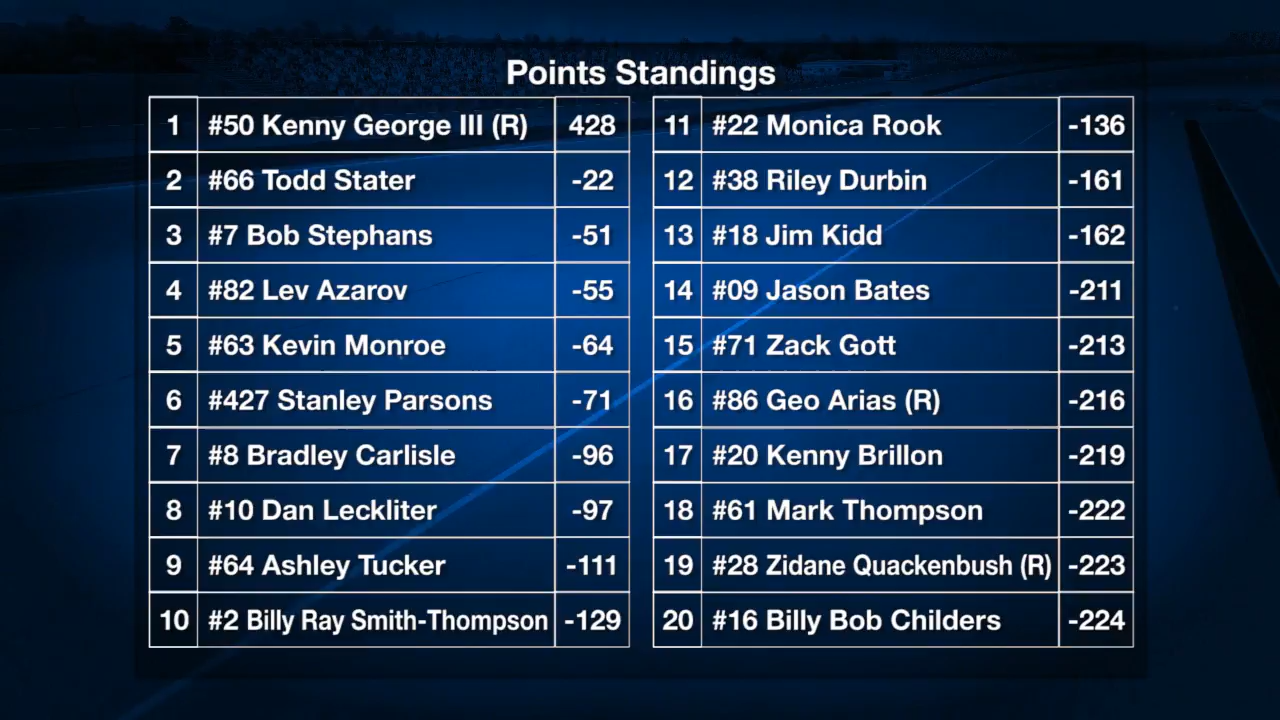 Points Standings
1 #50 Kenny George III (R) 428
2 #66 Todd Stater -22
3 #7 Bob Stephans -51
4 #82 Lev Azarov -55
5 #63 Kevin Monroe -64
6 #427 Stanley Parsons -71
7 #8 Bradley Carlisle -96
8 #10 Dan Leckliter -97
9 #64 Ashley Tucker -111
10 #2 Billy Ray Smith-Thompson -129
11 #22 Monica Rook -136
12 #38 Riley Durbin -161
13 #18 Jim Kidd -162
14 #09 Jason Bates -211
15 #71 Zack Gott -213
16 #86 Geo Arias (R) -216
17 #20 Kenny Brillon -219
18 #61 Mark Thompson -222
19 #28 Zidane Quackenbush (R) -223
20 #16 Billy Bob Childers -224